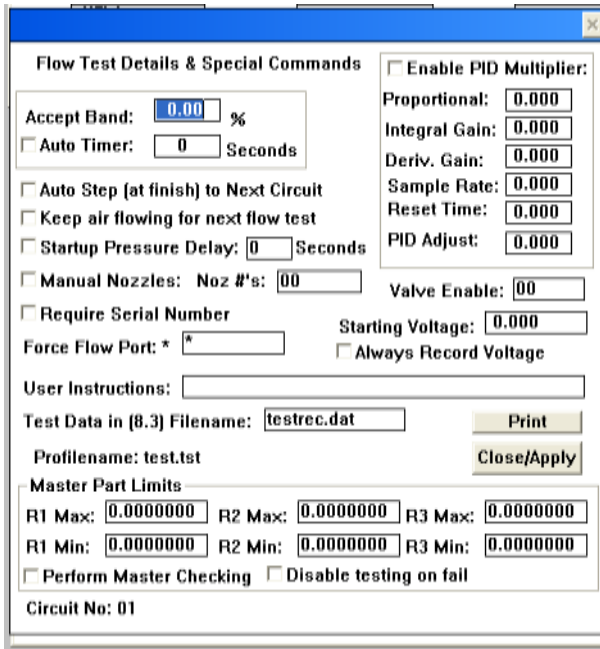 Flow Test Details & Special Commands
Accept Band: 0.00 %
Auto Timer: 0 Seconds
Auto Step (at finish) to Next Circuit
Keep air flowing for next flow test
Startup Pressure Delay: 0 Seconds
Manual Nozzles: Noz #'s: 00
Require Serial Number
Force Flow Port: * *
Enable PID Multiplier:
Proportional: 0.000
Integral Gain: 0.000
Deriv. Gain: 0.000
Sample Rate: 0.000
Reset Time: 0.000
PID Adjust: 0.000
Valve Enable: 00
Starting Voltage: 0.000
Always Record Voltage
User Instructions:
Test Data in (8.3) Filename: testrec.dat
Print
Profilename: test.tst
Close/Apply
Master Part Limits
R1 Max: 0.0000000 R2 Max: 0.0000000 R3 Max: 0.0000000
R1 Min: 0.0000000 R2 Min: 0.0000000 R3 Min: 0.0000000
Perform Master Checking Disable testing on fail
Circuit No: 01